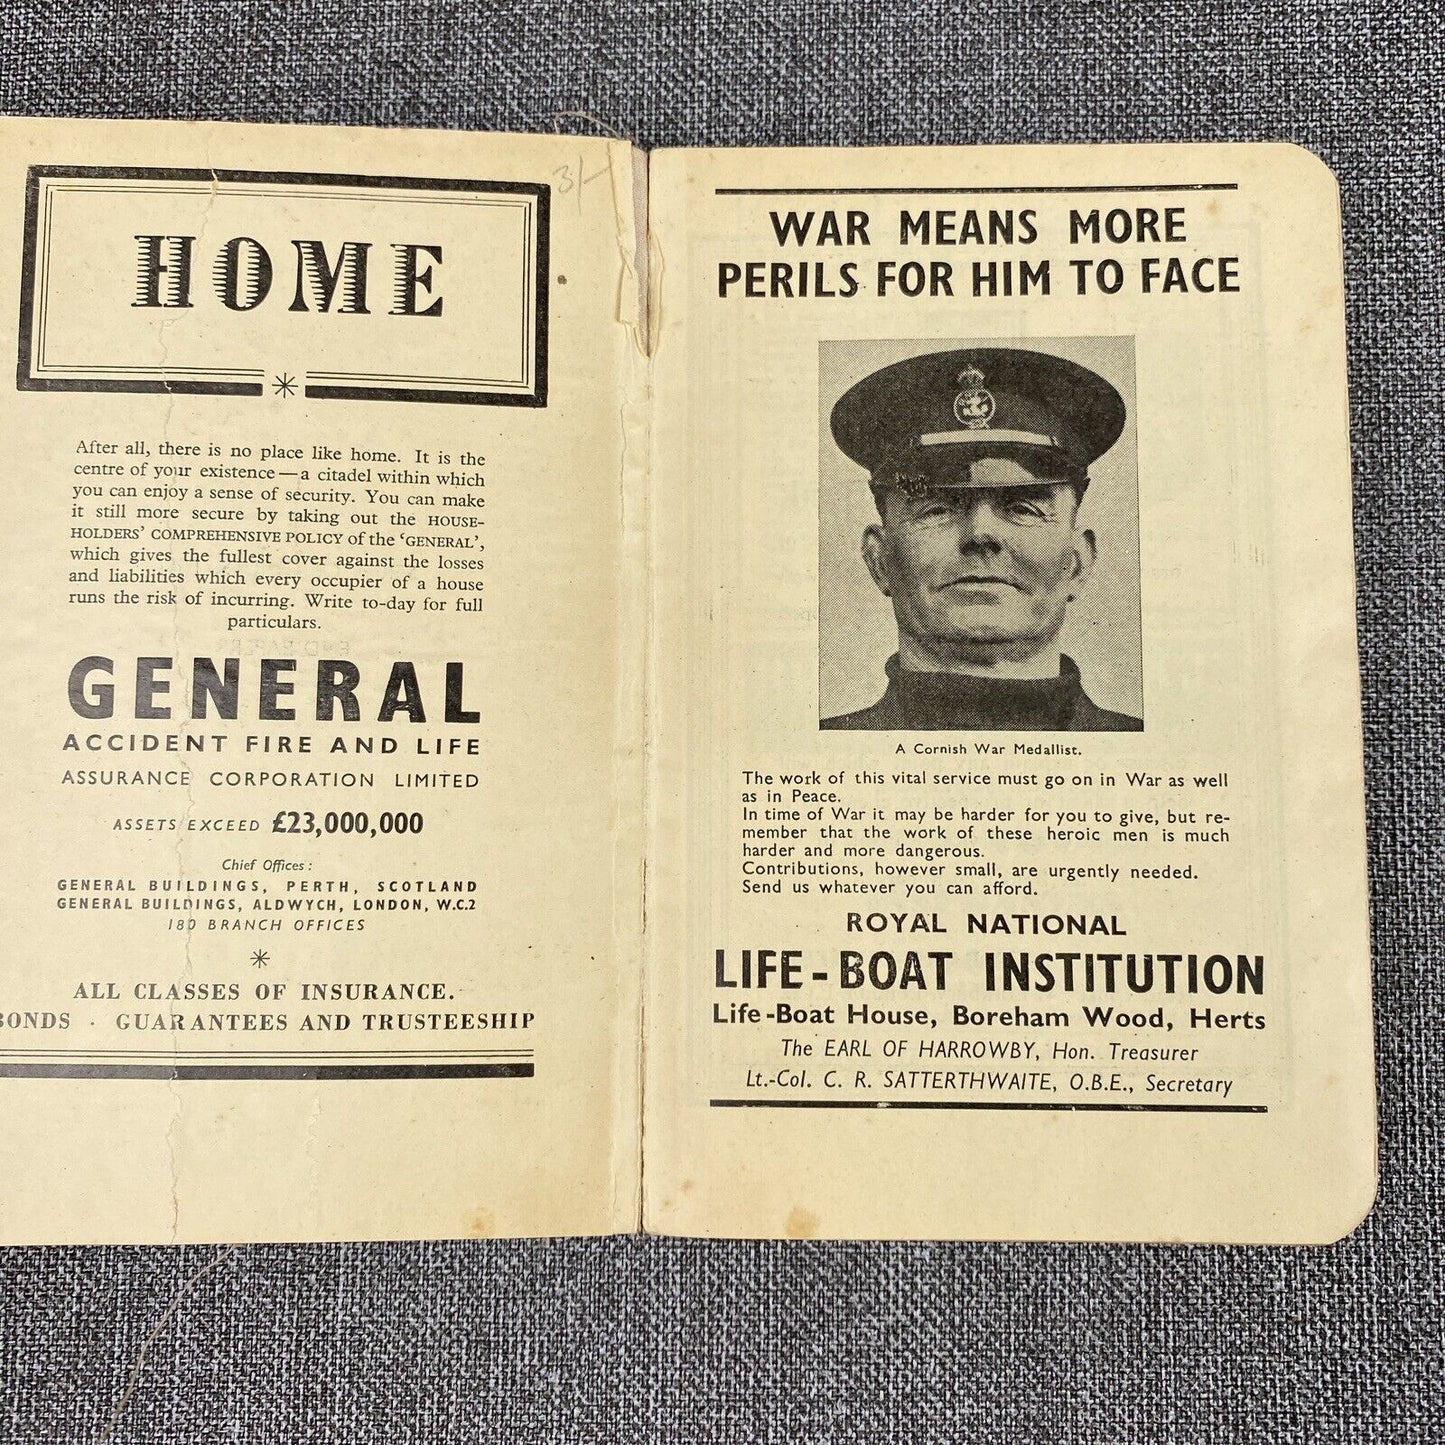 3/-
HOME
After all, there is no place like home. It is the
centre of your existence—a citadel within which
you can enjoy a sense of security. You can make
it still more secure by taking out the HOUSE-
HOLDERS' COMPREHENSIVE POLICY of the 'GENERAL',
which gives the fullest cover against the losses
and liabilities which every occupier of a house
runs the risk of incurring. Write to-day for full
particulars.
GENERAL
ACCIDENT FIRE AND LIFE
ASSURANCE CORPORATION LIMITED
ASSETS EXCEED £23,000,000
Chief Offices:
GENERAL BUILDINGS, PERTH, SCOTLAND
GENERAL BUILDINGS, ALDWYCH, LONDON, W.C.2
180 BRANCH OFFICES
ALL CLASSES OF INSURANCE.
BONDS · GUARANTEES AND TRUSTEESHIP
WAR MEANS MORE
PERILS FOR HIM TO FACE
A Cornish War Medallist.
The work of this vital service must go on in War as well
as in Peace.
In time of War it may be harder for you to give, but re-
member that the work of these heroic men is much
harder and more dangerous.
Contributions, however small, are urgently needed.
Send us whatever you can afford.
ROYAL NATIONAL
LIFE-BOAT INSTITUTION
Life-Boat House, Boreham Wood, Herts
The EARL OF HARROWBY, Hon. Treasurer
Lt.-Col. C. R. SATTERTHWAITE, O.B.E., Secretary